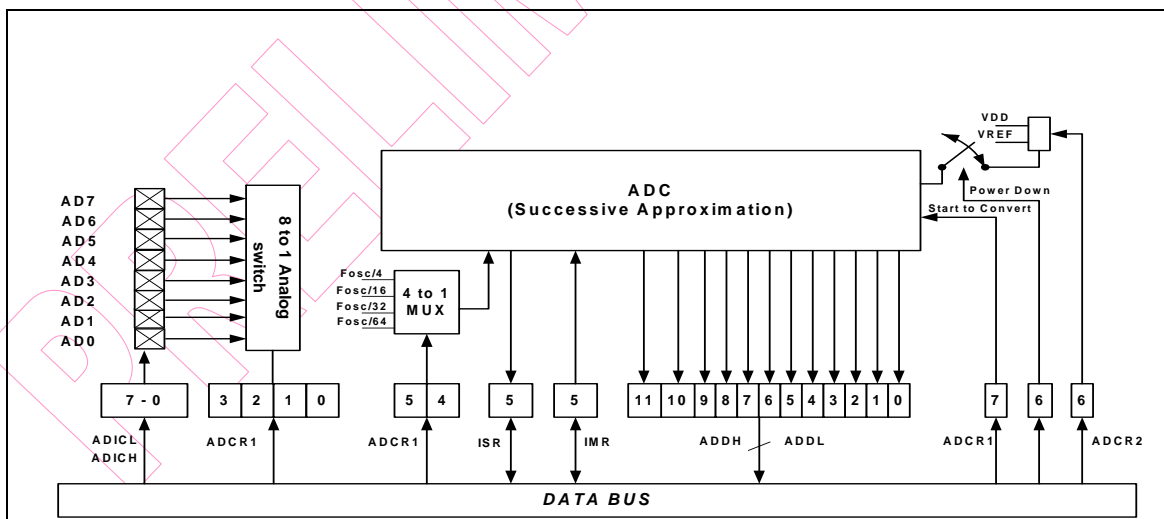 PRELIM
VDD
VREF
ADC
(Successive Approximation)
Power Down
Start to Convert
AD7
AD6
AD5
AD4
AD3
AD2
AD1
AD0
8 to 1 Analog
switch
Fosc/4
Fosc/16
Fosc/32
Fosc/64
4 to 1
MUX
7 - 0
3 2 1 0
5 4
5
5
11 10 9 8 7 6 5 4 3 2 1 0
7
6
6
ADICL
ADICH
ADCR1
ADCR1
ISR
IMR
ADDH
ADDL
ADCR1
ADCR2
DATA BUS